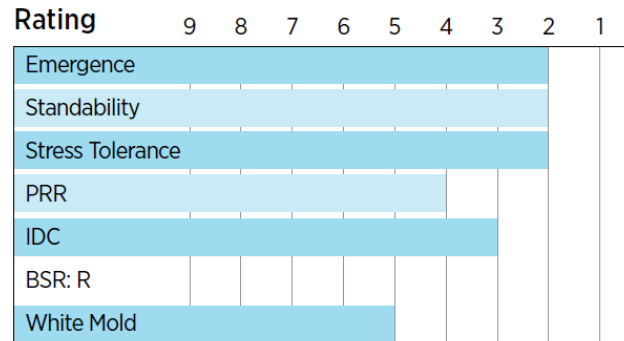 Rating 9 8 7 6 5 4 3 2 1
Emergence
Standability
Stress Tolerance
PRR
IDC
BSR: R
White Mold